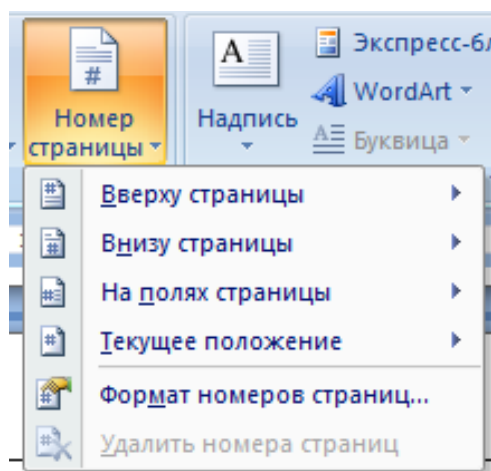 Номер
страницы
Надпись
Экспресс-бл
WordArt
Буквица
Вверху страницы
Внизу страницы
На полях страницы
Текущее положение
Формат номеров страниц...
Удалить номера страниц